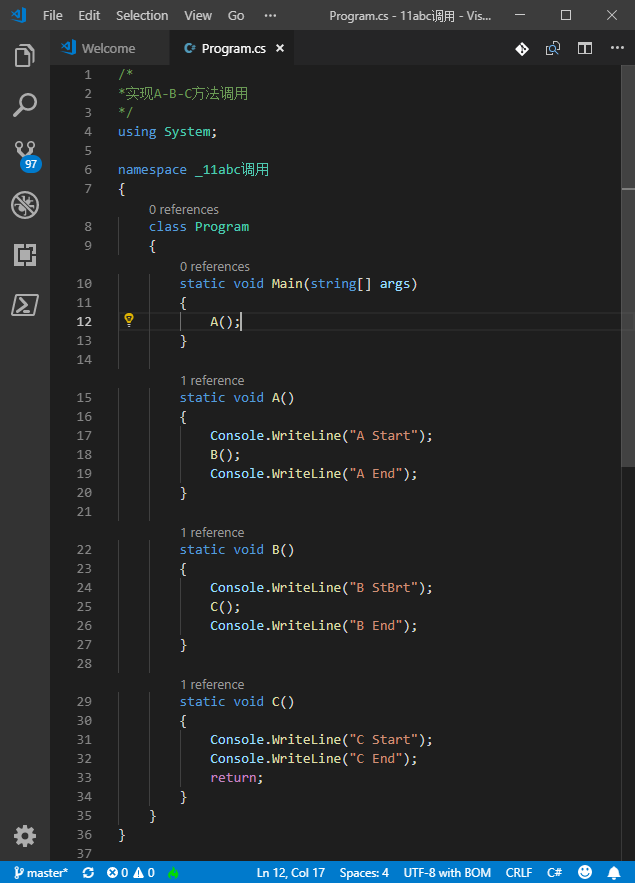 File Edit Selection View Go ··· Program.cs - 11abc调用 - Vis...
Welcome Program.cs
1 /*
2 *实现A-B-C方法调用
3 */
4 using System;
5
6 namespace _11abc调用
7 {
0 references
8 class Program
9 {
0 references
10 static void Main(string[] args)
11 {
12 A();
13 }
14
1 reference
15 static void A()
16 {
17 Console.WriteLine("A Start");
18 B();
19 Console.WriteLine("A End");
20 }
21
1 reference
22 static void B()
23 {
24 Console.WriteLine("B StBrt");
25 C();
26 Console.WriteLine("B End");
27 }
28
1 reference
29 static void C()
30 {
31 Console.WriteLine("C Start");
32 Console.WriteLine("C End");
33 return;
34 }
35 }
36 }
37
97
master* 0 0 Ln 12, Col 17 Spaces: 4 UTF-8 with BOM CRLF C#